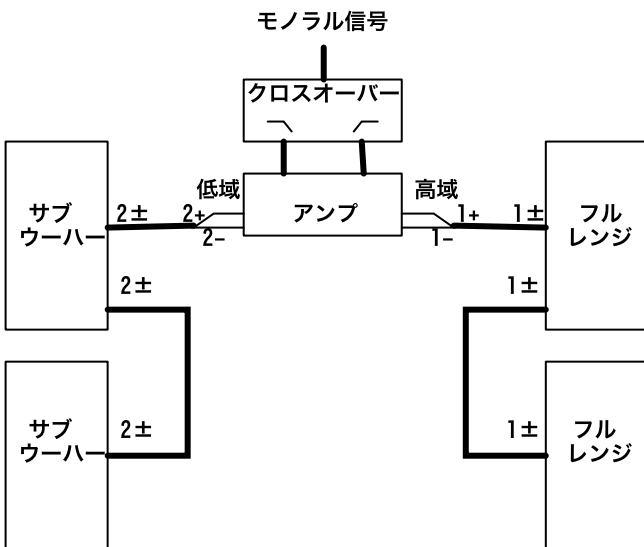 モノラル信号
クロスオーバー
低域
高域
アンプ
サブ
ウーハー
2±
2+
2-
1+
1-
1±
フル
レンジ
2±
1±
サブ
ウーハー
2±
1±
フル
レンジ